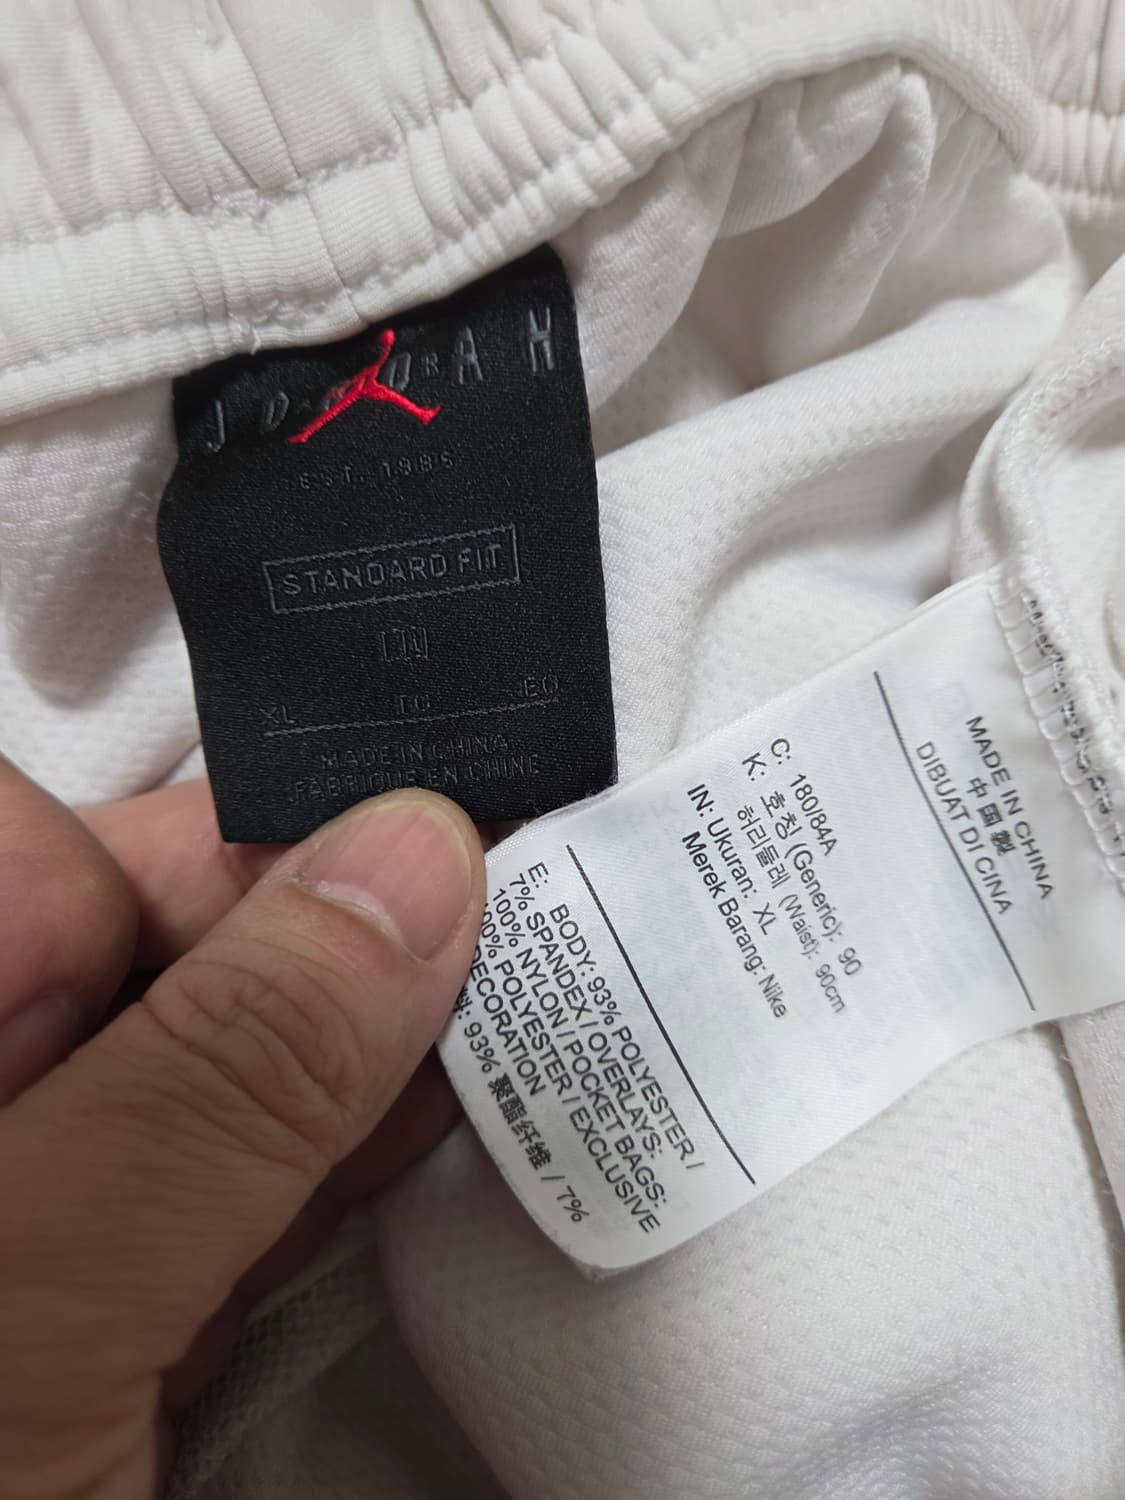 JORDAN
EST. 1985
STANDARD FIT
XL
MADE IN CHINA
FABRIQUÉ EN CHINE
MADE IN CHINA
中国製
DIBUAT DI CINA
C: 180/84A
K: 호칭 (Generic): 90
허리둘레 (Waist): 90cm
IN: Ukuran: XL
Merek Barang: Nike
E: BODY: 93% POLYESTER /
7% SPANDEX / OVERLAYS:
100% NYLON / POCKET BAGS:
100% POLYESTER / EXCLUSIVE
DECORATION
93% 聚酯纤维 / 7%